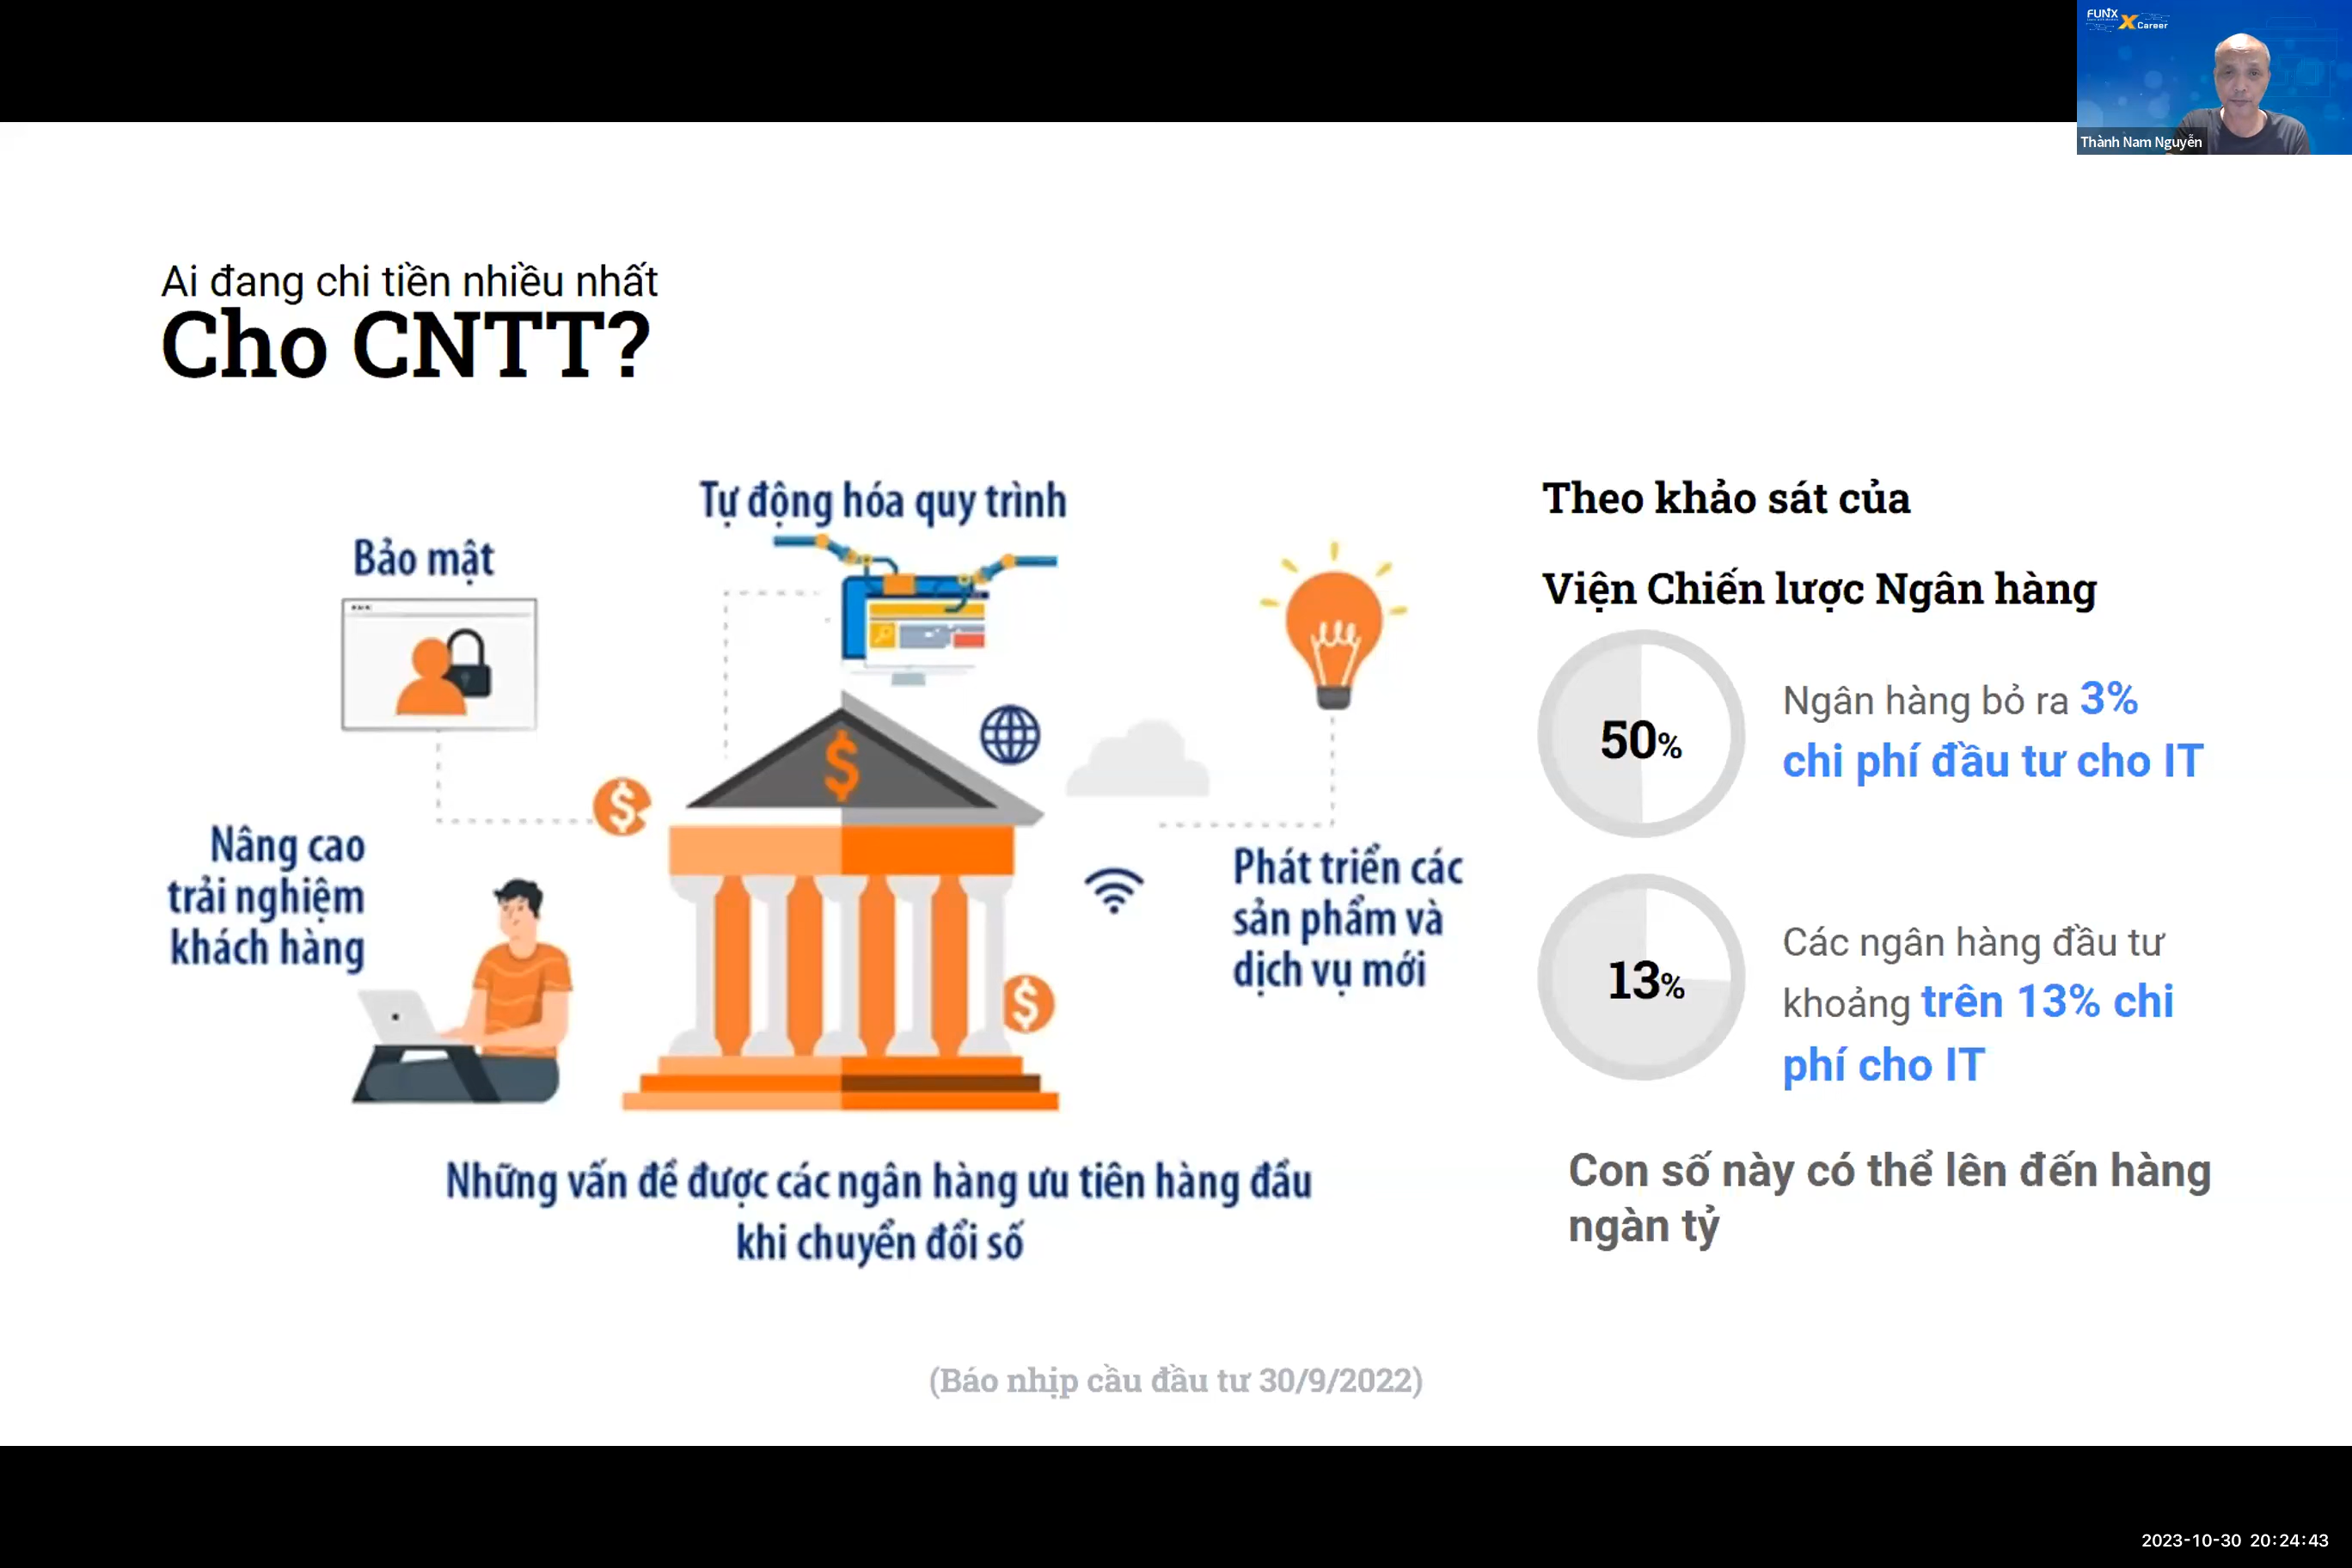 FUNiX
X Career
Thành Nam Nguyễn
Ai đang chi tiền nhiều nhất
Cho CNTT?
Tự động hóa quy trình
Bảo mật
Nâng cao
trải nghiệm
khách hàng
Phát triển các
sản phẩm và
dịch vụ mới
Những vấn đề được các ngân hàng ưu tiên hàng đầu
khi chuyển đổi số
Theo khảo sát của
Viện Chiến lược Ngân hàng
50%
Ngân hàng bỏ ra 3%
chi phí đầu tư cho IT
13%
Các ngân hàng đầu tư
khoảng trên 13% chi
phí cho IT
Con số này có thể lên đến hàng
ngàn tỷ
(Báo nhịp cầu đầu tư 30/9/2022)
2023-10-30 20:24:43